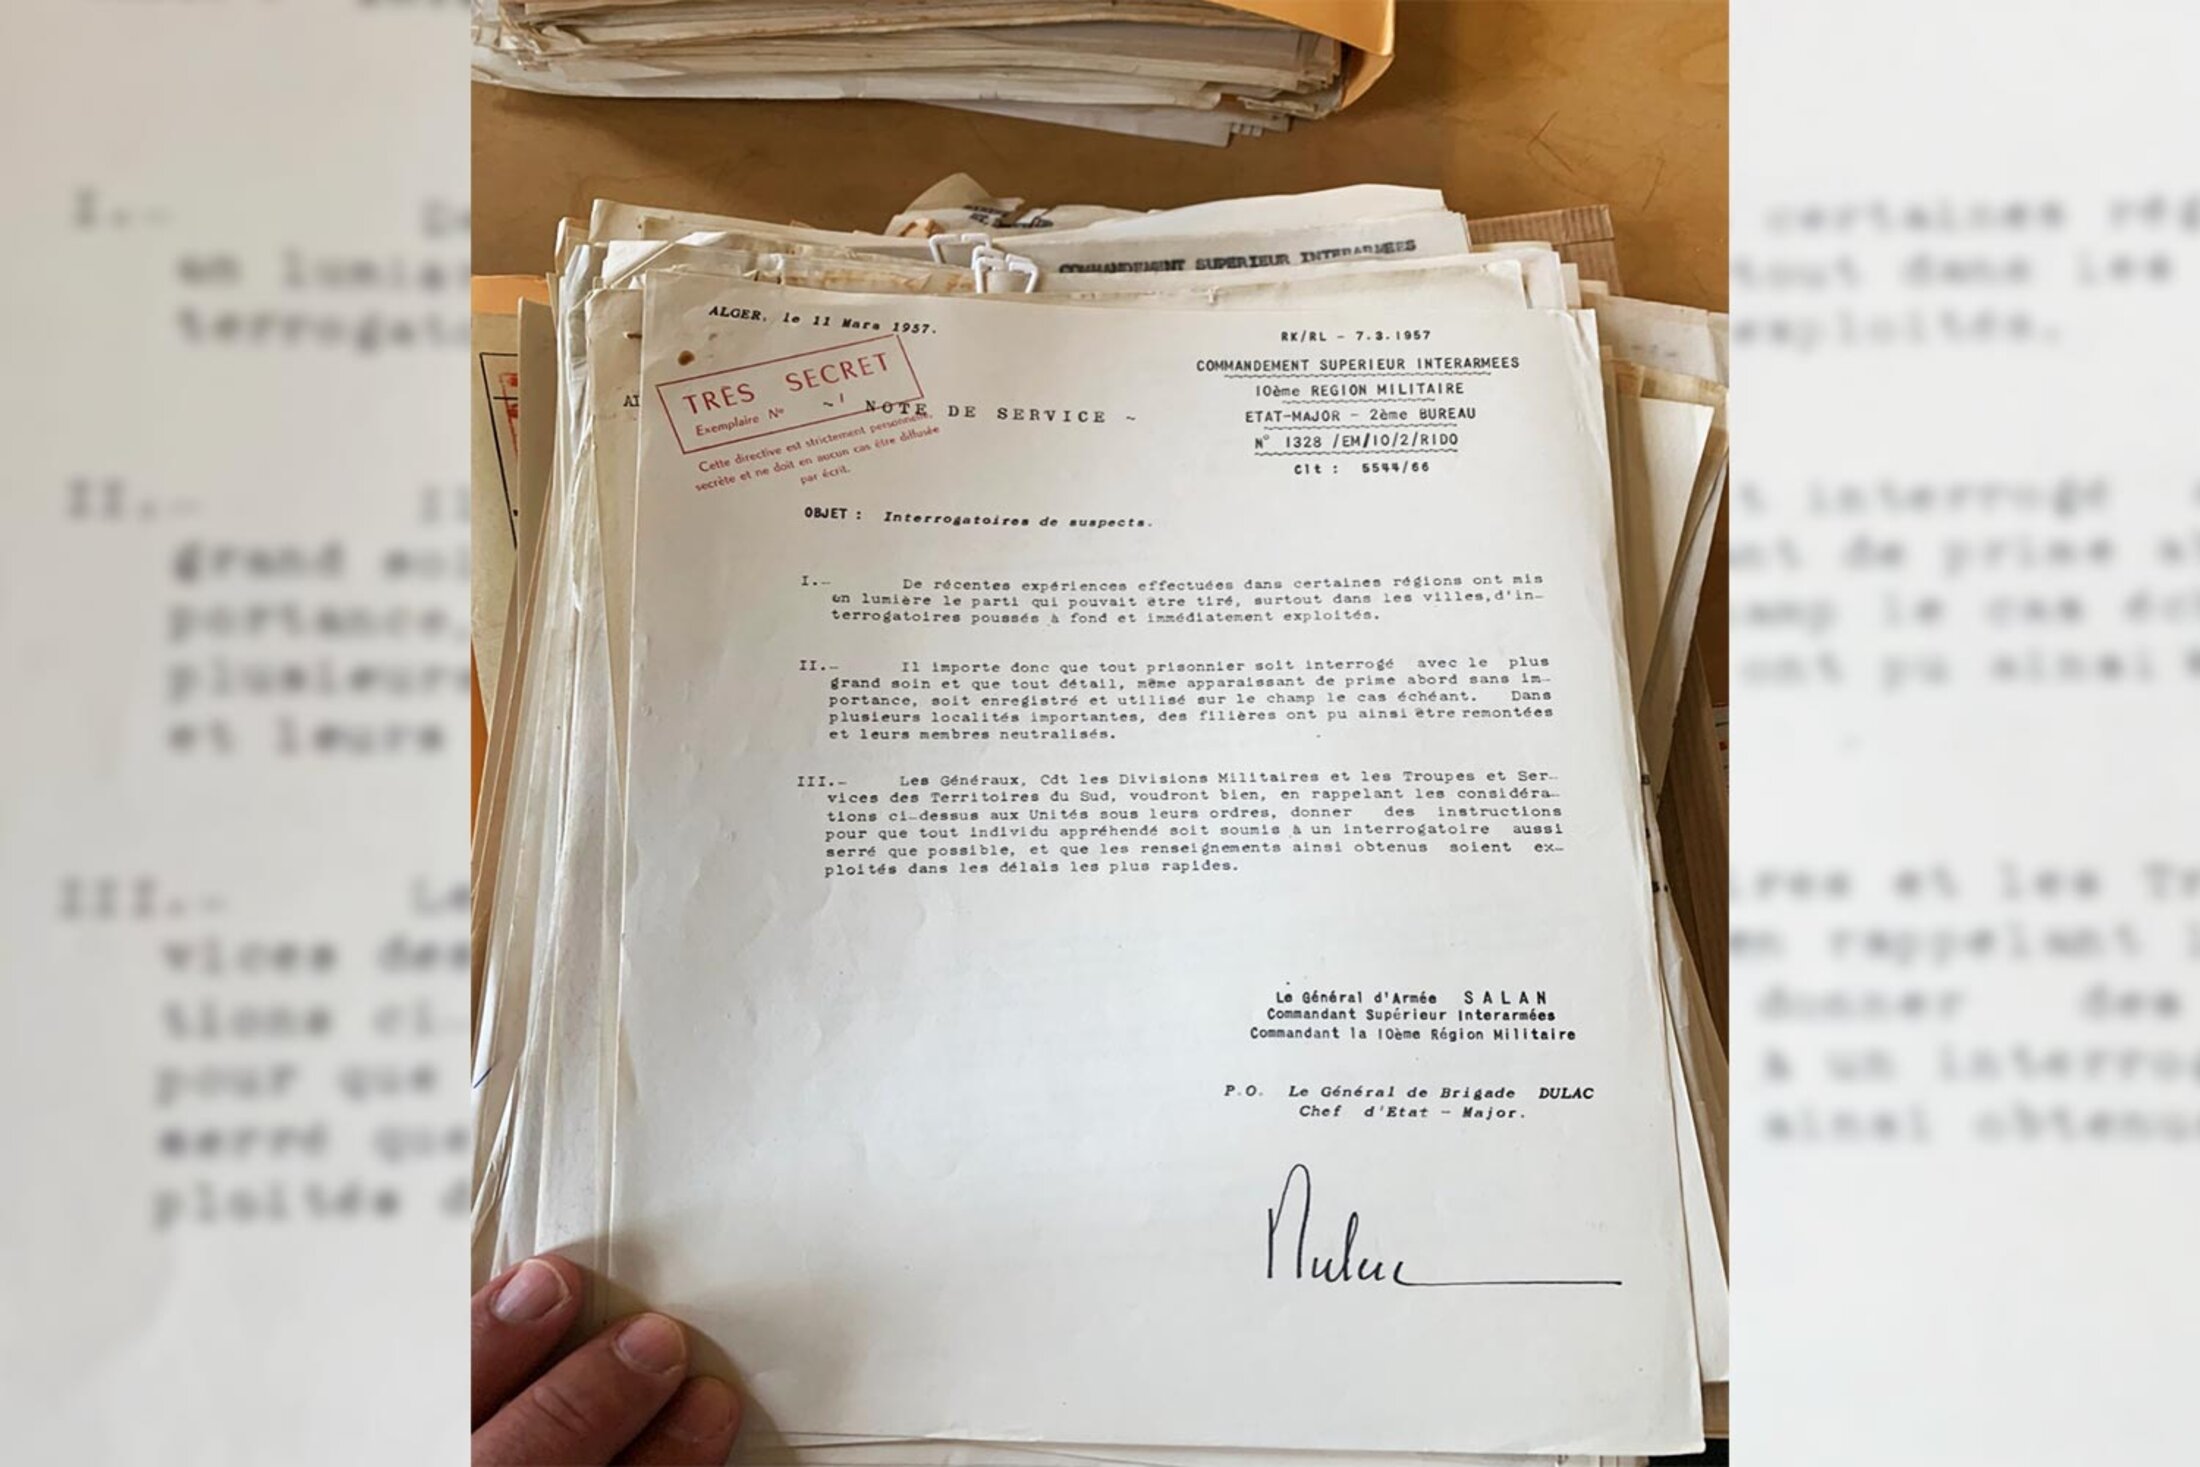 COMMANDEMENT SUPERIEUR INTERARMEES
ALGER, le 11 Mars 1957.
RK/RL - 7.3.1957
COMMANDEMENT SUPERIEUR INTERARMEES
10ème REGION MILITAIRE
ETAT-MAJOR - 2ème BUREAU
N° 1328 /EM/10/2/RIDO
Clt : 5544/66
TRÈS SECRET
Exemplaire N° ~1
Cette directive est strictement personnelle,
secrète et ne doit en aucun cas être diffusée
par écrit.
NOTE DE SERVICE ~
OBJET : Interrogatoires de suspects.
I.- De récentes expériences effectuées dans certaines régions ont mis
en lumière le parti qui pouvait être tiré, surtout dans les villes,d'in-
terrogatoires poussés à fond et immédiatement exploités.
II.- Il importe donc que tout prisonnier soit interrogé avec le plus
grand soin et que tout détail, même apparaissant de prime abord sans im-
portance, soit enregistré et utilisé sur le champ le cas échéant. Dans
plusieurs localités importantes, des filières ont pu ainsi être remontées
et leurs membres neutralisés.
III.- Les Généraux, Cdt les Divisions Militaires et les Troupes et Ser-
vices des Territoires du Sud, voudront bien, en rappelant les considéra-
tions ci-dessus aux Unités sous leurs ordres, donner des instructions
pour que tout individu appréhendé soit soumis à un interrogatoire aussi
serré que possible, et que les renseignements ainsi obtenus soient ex-
ploités dans les délais les plus rapides.
Le Général d'Armée SALAN
Commandant Supérieur Interarmées
Commandant la 10ème Région Militaire
P.O. Le Général de Brigade DULAC
Chef d'Etat - Major.
Dulac